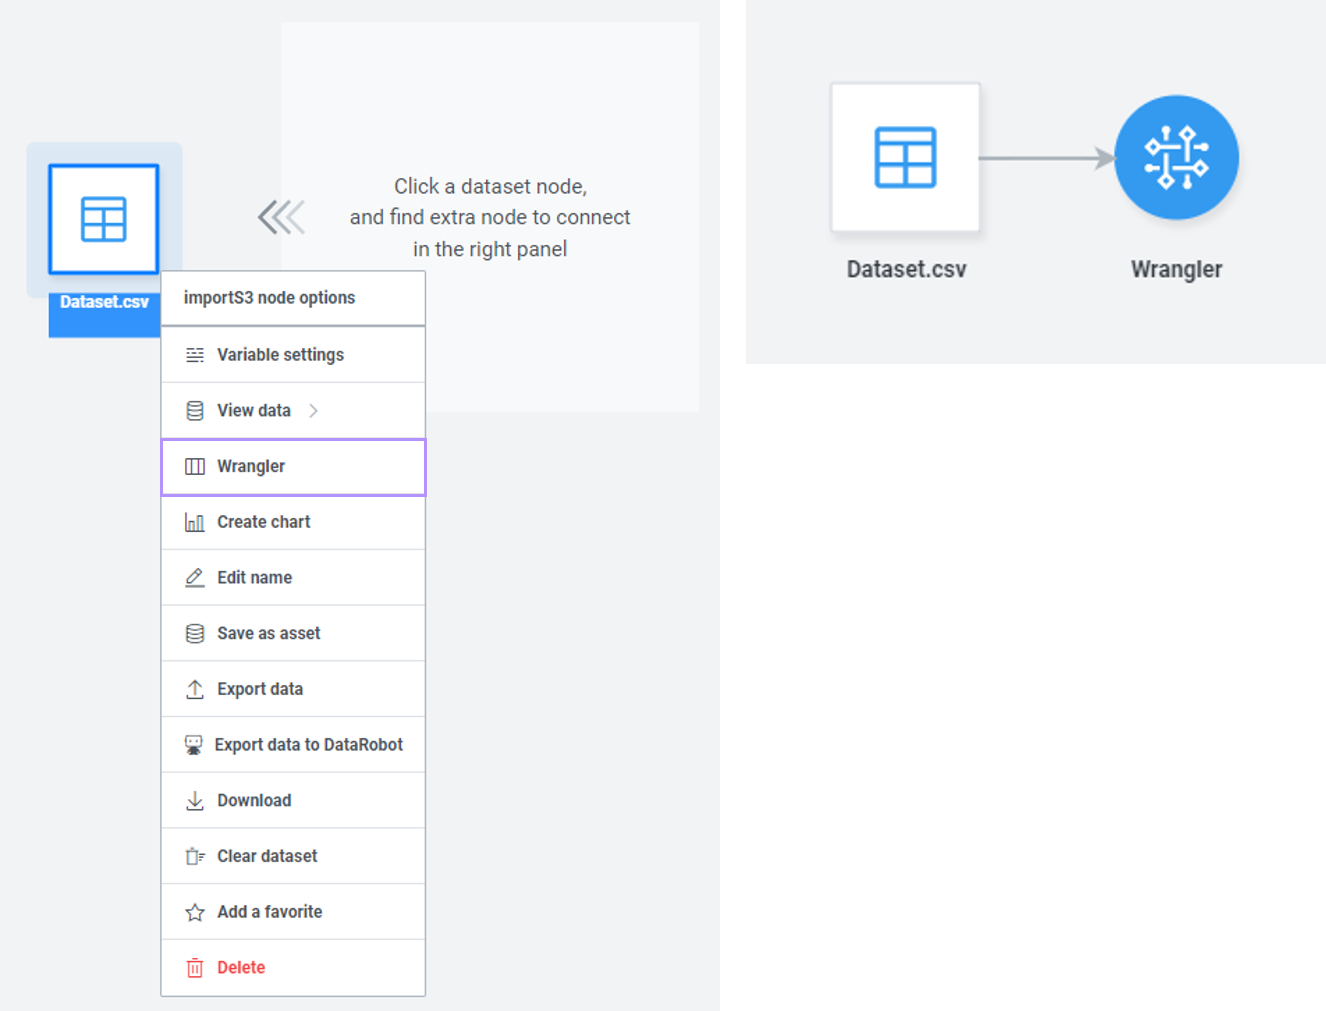 Click a dataset node,
and find extra node to connect
in the right panel
Dataset.csv
importS3 node options
Variable settings
View data
Wrangler
Create chart
Edit name
Save as asset
Export data
Export data to DataRobot
Download
Clear dataset
Add a favorite
Delete
Dataset.csv
Wrangler